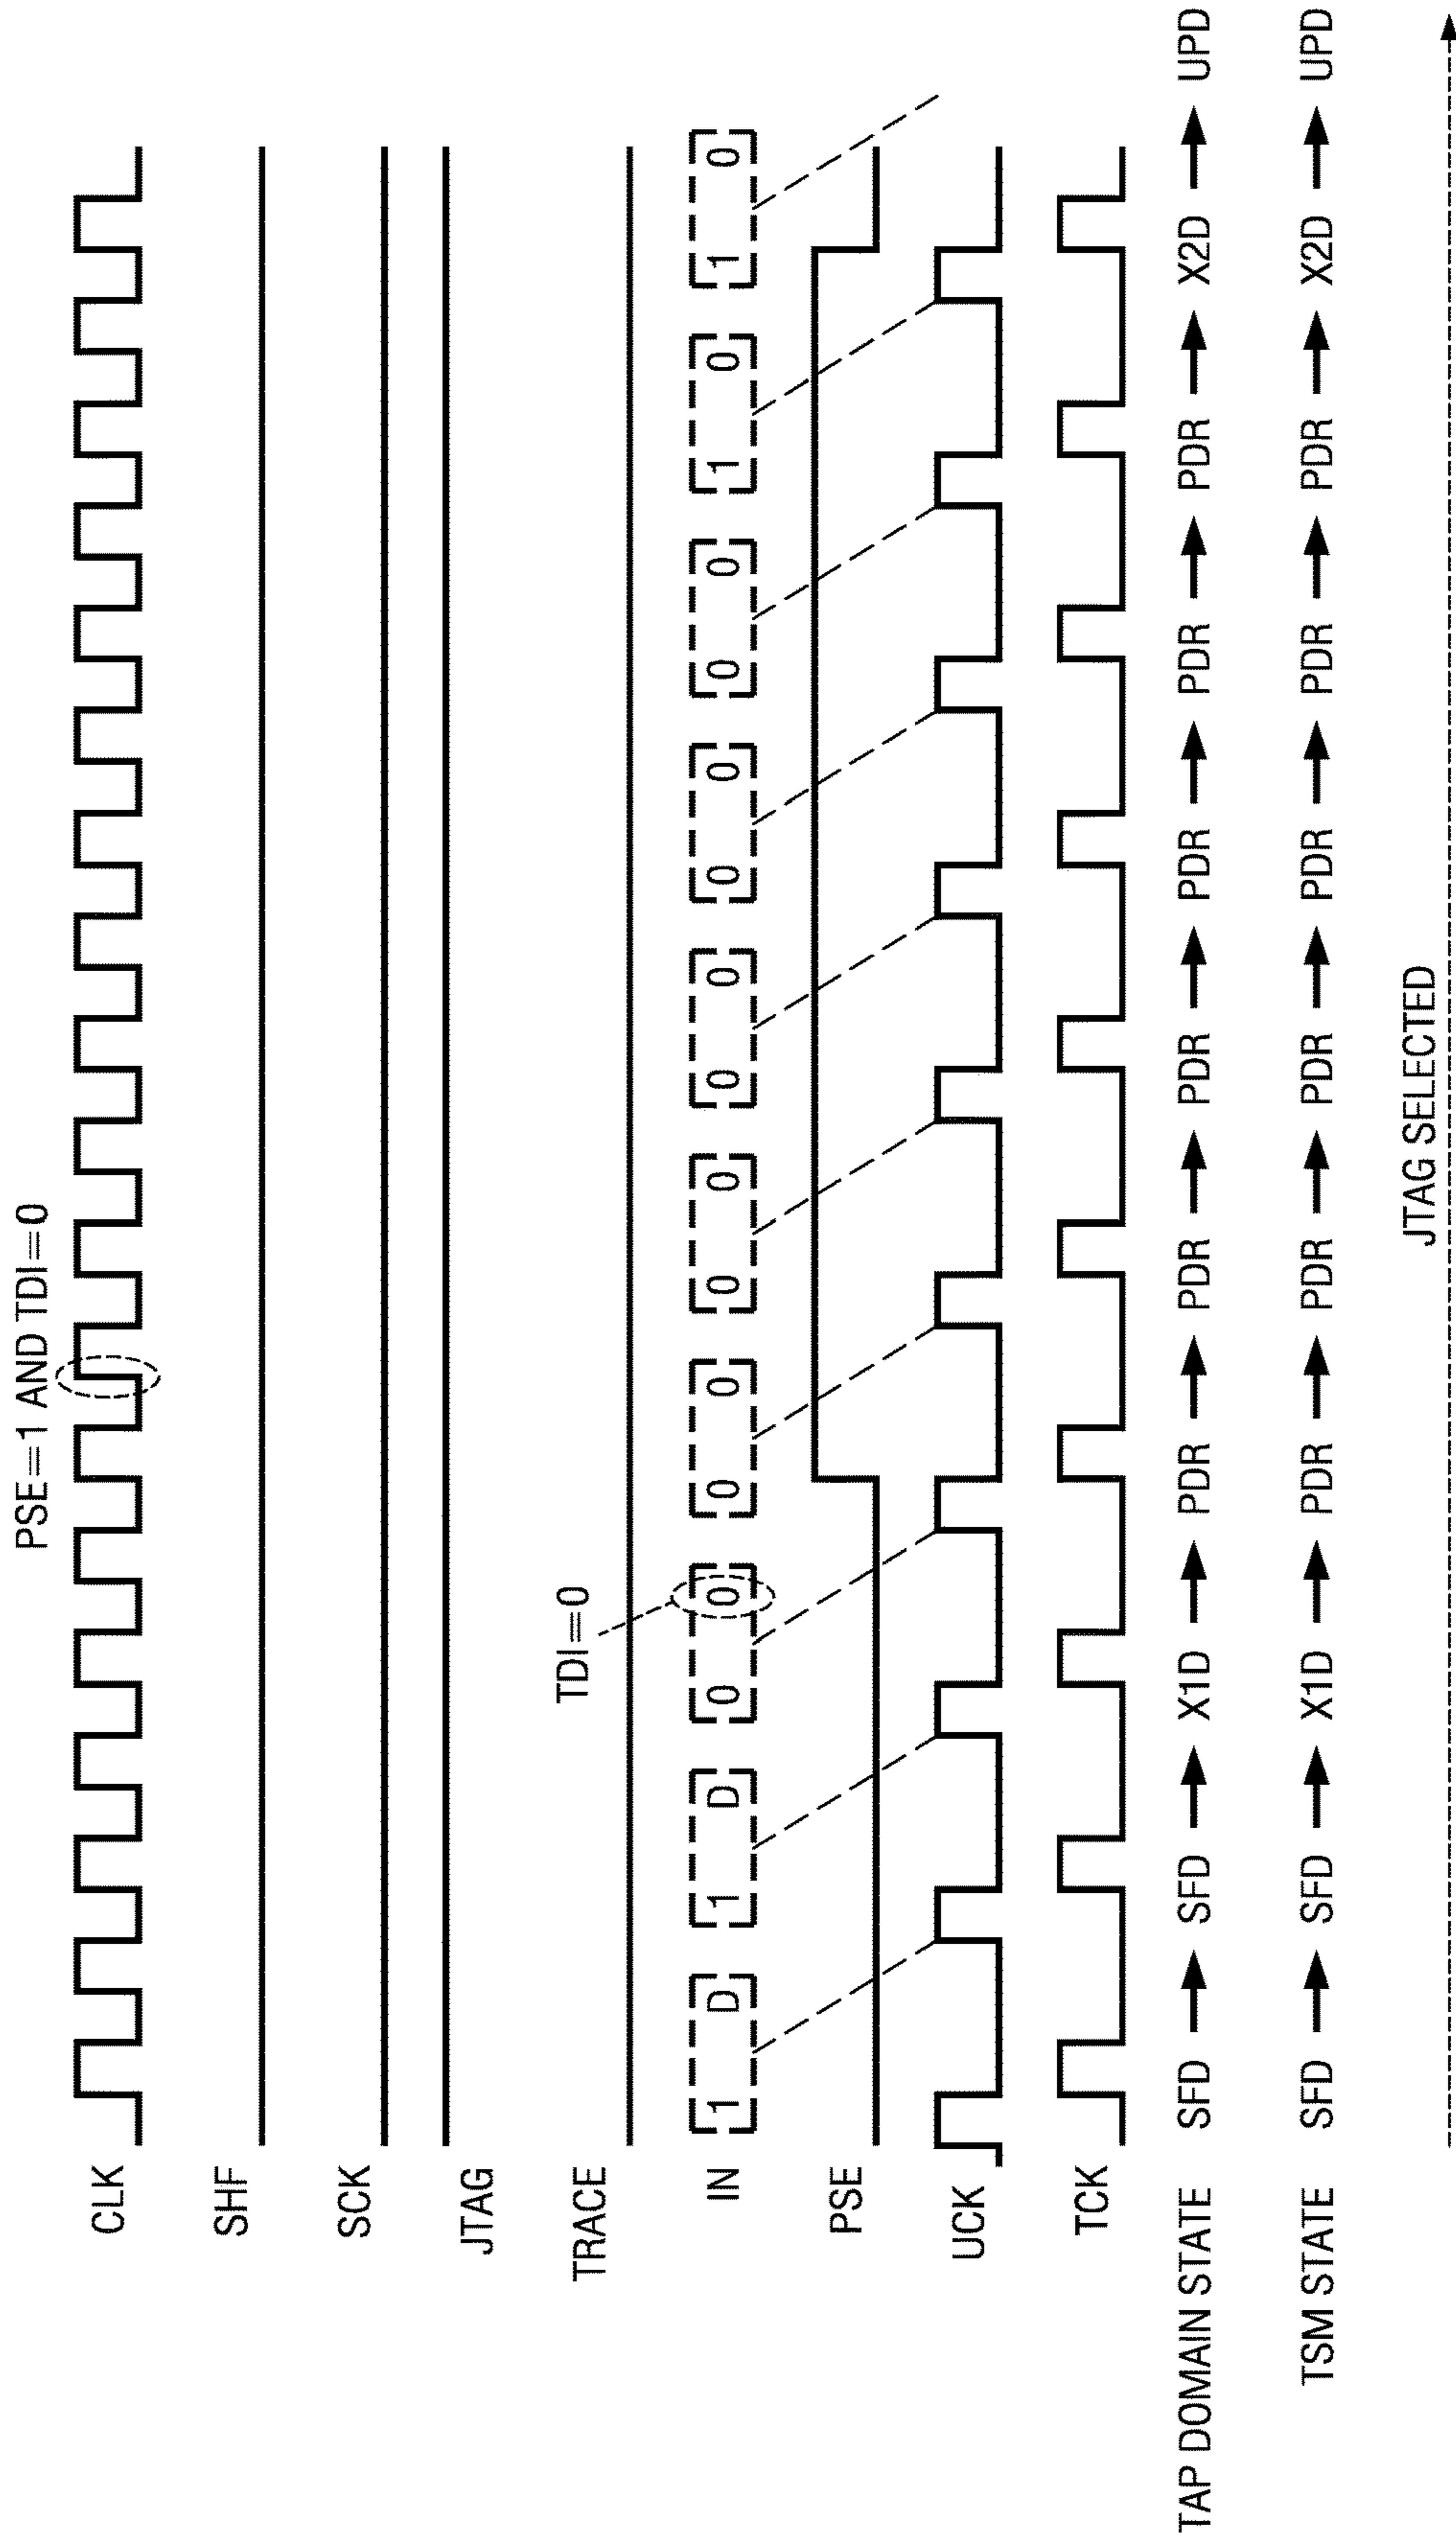 PSE=1 AND TDI=0
CLK
SHF
SCK
JTAG
TDI=0
TRACE
IN 1 D 1 D 0 0 0 0 0 0 0 0 0 0 0 0 1 0 1 0
PSE
UCK
TCK
TAP DOMAIN STATE SFD → SFD → X1D → PDR → PDR → PDR → PDR → PDR → PDR → X2D → UPD
TSM STATE SFD → SFD → X1D → PDR → PDR → PDR → PDR → PDR → PDR → X2D → UPD
JTAG SELECTED